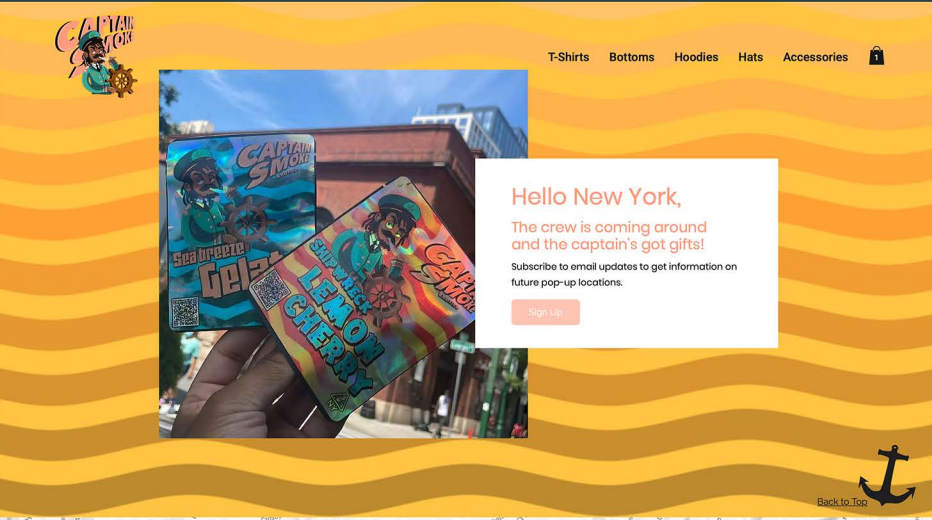 CAPTAIN
SMOKE
T-Shirts
Bottoms
Hoodies
Hats
Accessories
1
CAPTAIN
SMOKE
Sea breeze
Gelat
CAPTAIN
SMOKE
SHIPWRECK
LEMON
CHERRY
NY
Hello New York,
The crew is coming around
and the captain's got gifts!
Subscribe to email updates to get information on
future pop-up locations.
Sign Up
Back to Top